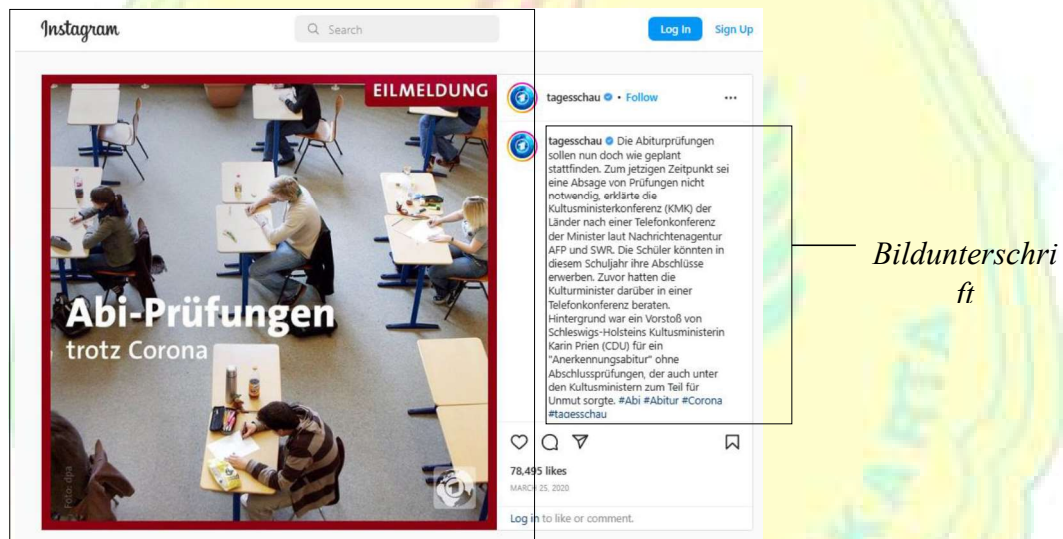 Instagram
Search
Log In
Sign Up
EILMELDUNG
Abi-Prüfungen
trotz Corona
Foto: dpa
tagesschau • Follow
tagesschau Die Abiturprüfungen
sollen nun doch wie geplant
stattfinden. Zum jetzigen Zeitpunkt sei
eine Absage von Prüfungen nicht
notwendig, erklärte die
Kultusministerkonferenz (KMK) der
Länder nach einer Telefonkonferenz
der Minister laut Nachrichtenagentur
AFP und SWR. Die Schüler könnten in
diesem Schuljahr ihre Abschlüsse
erwerben. Zuvor hatten die
Kulturminister darüber in einer
Telefonkonferenz beraten.
Hintergrund war ein Vorstoß von
Schleswigs-Holsteins Kultusministerin
Karin Prien (CDU) für ein
"Anerkennungsabitur" ohne
Abschlussprüfungen, der auch unter
den Kultusministern zum Teil für
Unmut sorgte. #Abi #Abitur #Corona
#tagesschau
78,495 likes
MARCH 25, 2020
Log in to like or comment.
Bildunterschri
ft